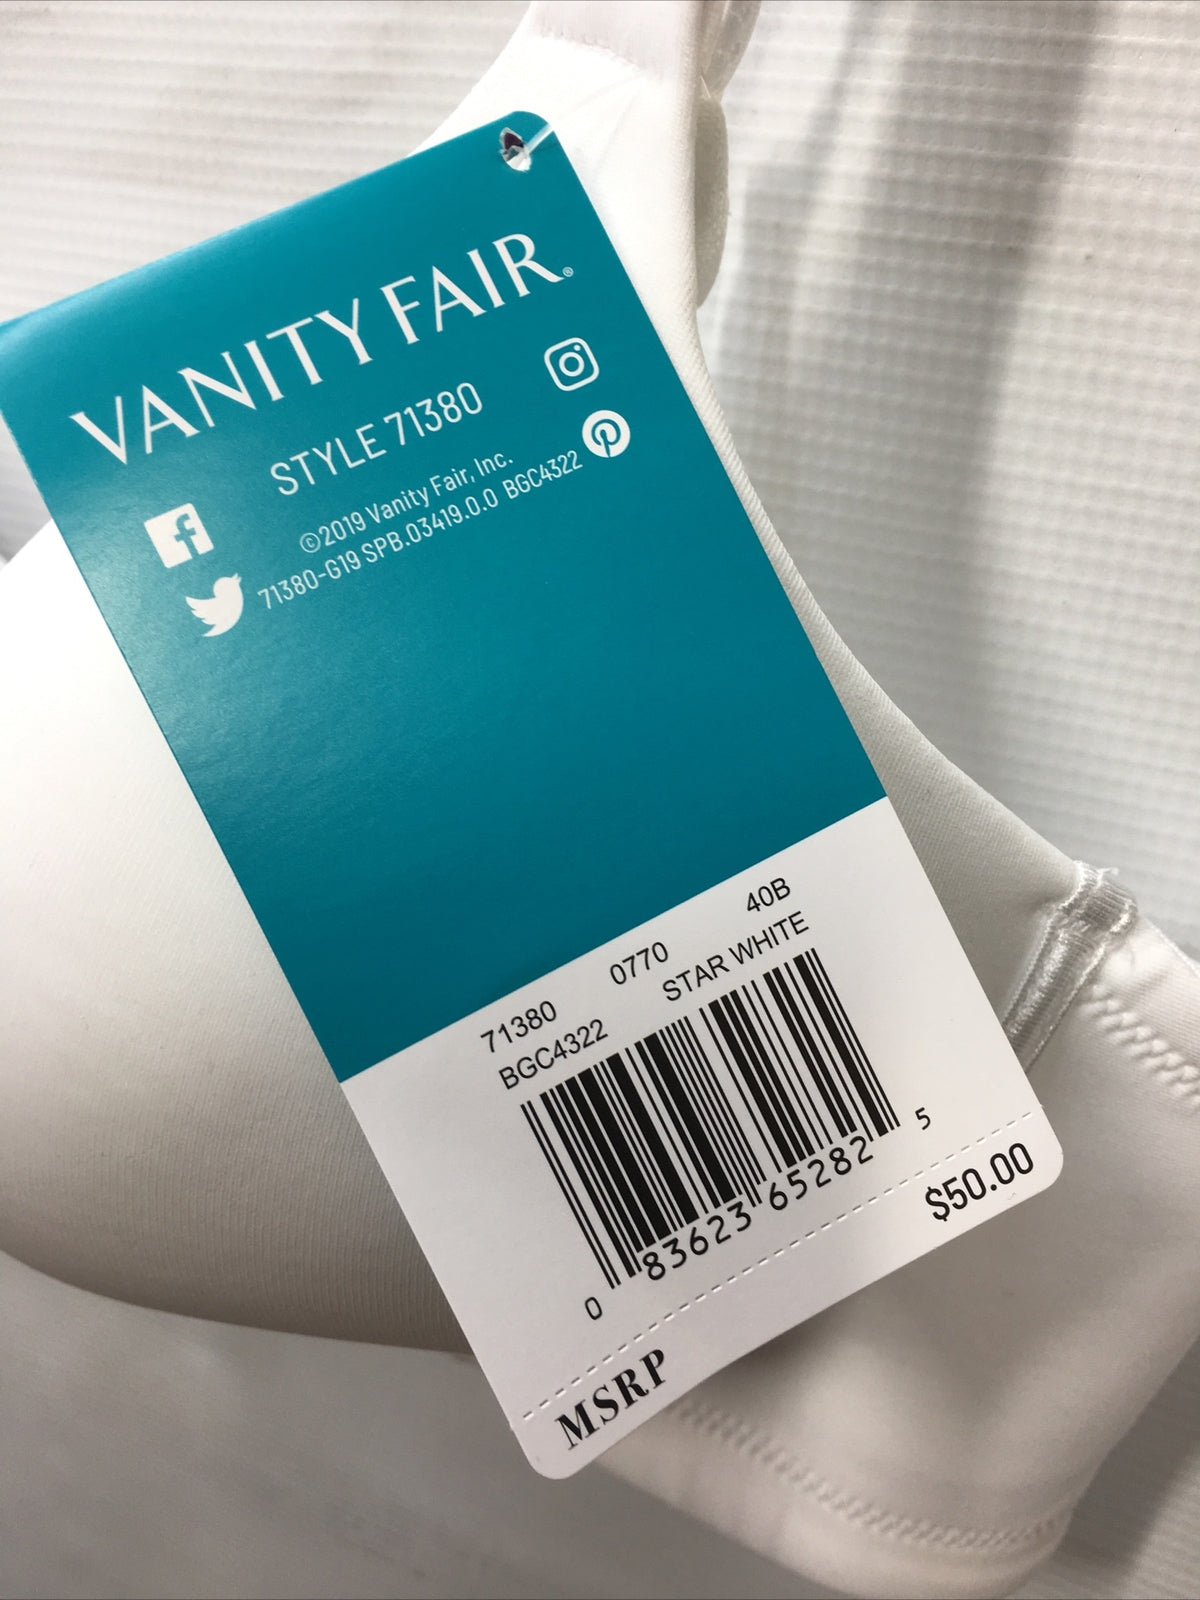 VANITY FAIR®
STYLE 71380
©2019 Vanity Fair, Inc.
71380-G19 SPB.03419.0.0 BGC4322
71380 0770 40B
BGC4322 STAR WHITE
0 83623 65282 5
MSRP $50.00